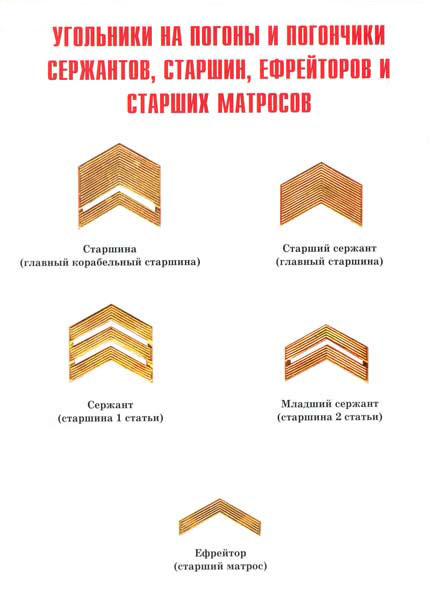 УГОЛЬНИКИ НА ПОГОНЫ И ПОГОНЧИКИ
СЕРЖАНТОВ, СТАРШИН, ЕФРЕЙТОРОВ И
СТАРШИХ МАТРОСОВ
Старшина
(главный корабельный старшина)
Старший сержант
(главный старшина)
Сержант
(старшина 1 статьи)
Младший сержант
(старшина 2 статьи)
Ефрейтор
(старший матрос)